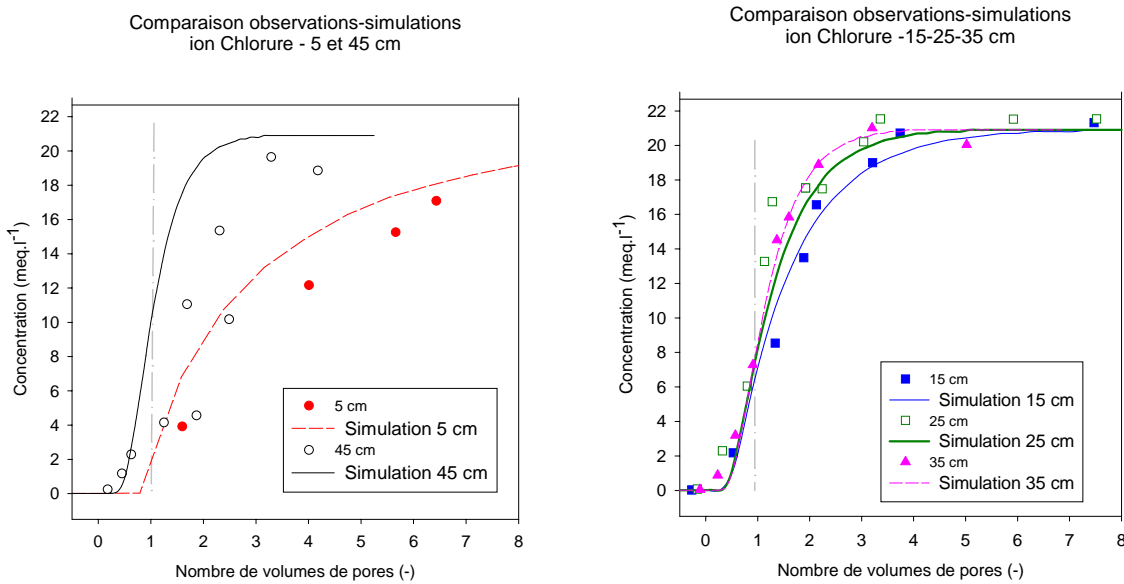 Comparaison observations-simulations
ion Chlorure - 5 et 45 cm
Concentration (meq.l⁻¹)
22
20
18
16
14
12
10
8
6
4
2
0
5 cm
Simulation 5 cm
45 cm
Simulation 45 cm
0 1 2 3 4 5 6 7 8
Nombre de volumes de pores (-)
Comparaison observations-simulations
ion Chlorure -15-25-35 cm
Concentration (meq.l⁻¹)
22
20
18
16
14
12
10
8
6
4
2
0
15 cm
Simulation 15 cm
25 cm
Simulation 25 cm
35 cm
Simulation 35 cm
0 1 2 3 4 5 6 7 8
Nombre de volumes de pores (-)